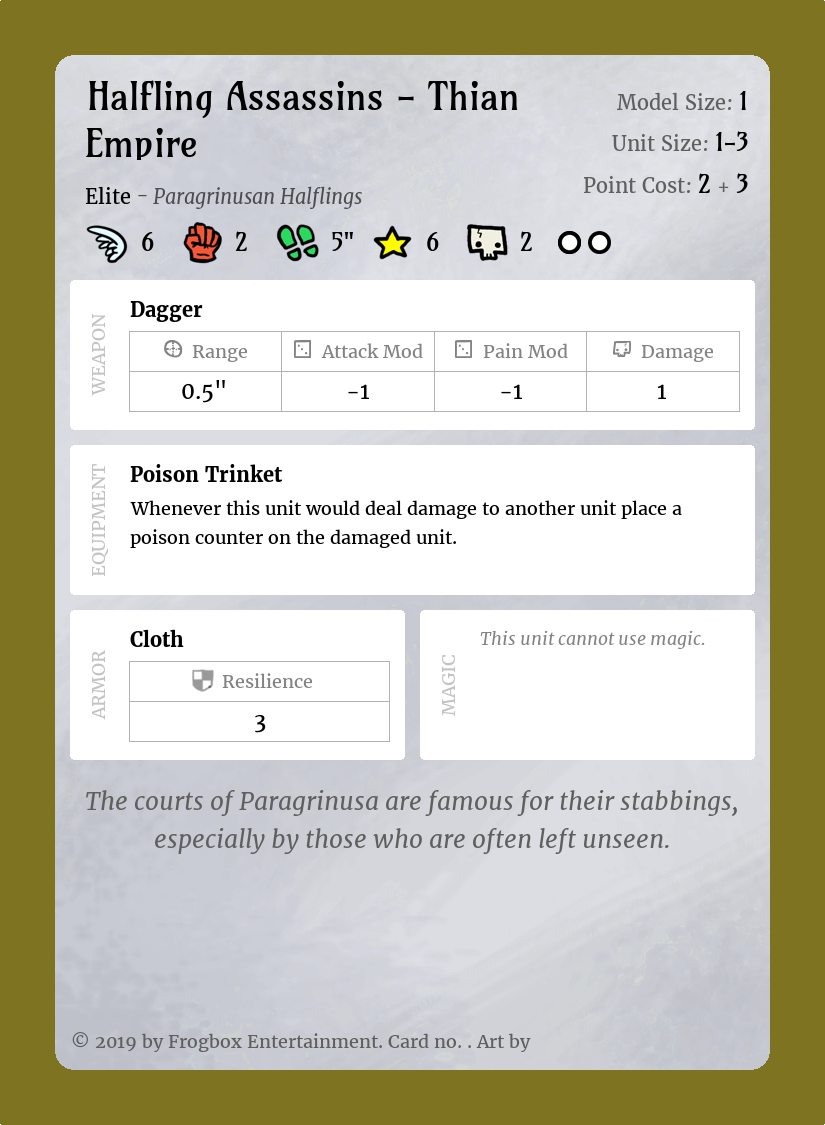 Halfling Assassins – Thian
Empire
Model Size: 1
Unit Size: 1–3
Point Cost: 2 + 3
Elite – Paragrinusan Halflings
6 2 5" 6 2
WEAPON
Dagger
Range Attack Mod Pain Mod Damage
0.5" -1 -1 1
EQUIPMENT
Poison Trinket
Whenever this unit would deal damage to another unit place a
poison counter on the damaged unit.
ARMOR
Cloth
Resilience
3
MAGIC
This unit cannot use magic.
The courts of Paragrinusa are famous for their stabbings,
especially by those who are often left unseen.
© 2019 by Frogbox Entertainment. Card no. . Art by